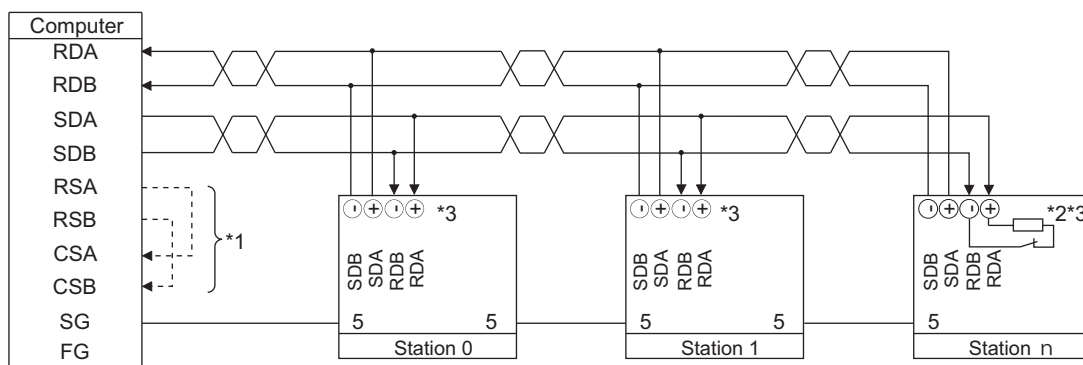 Computer
RDA
RDB
SDA
SDB
RSA
RSB
CSA
CSB
SG
FG
*1
- + - +
*3
SDB
SDA
RDB
RDA
5 5
Station 0
- + - +
*3
SDB
SDA
RDB
RDA
5 5
Station 1
- + - +
*2*3
SDB
SDA
RDB
RDA
5
Station n